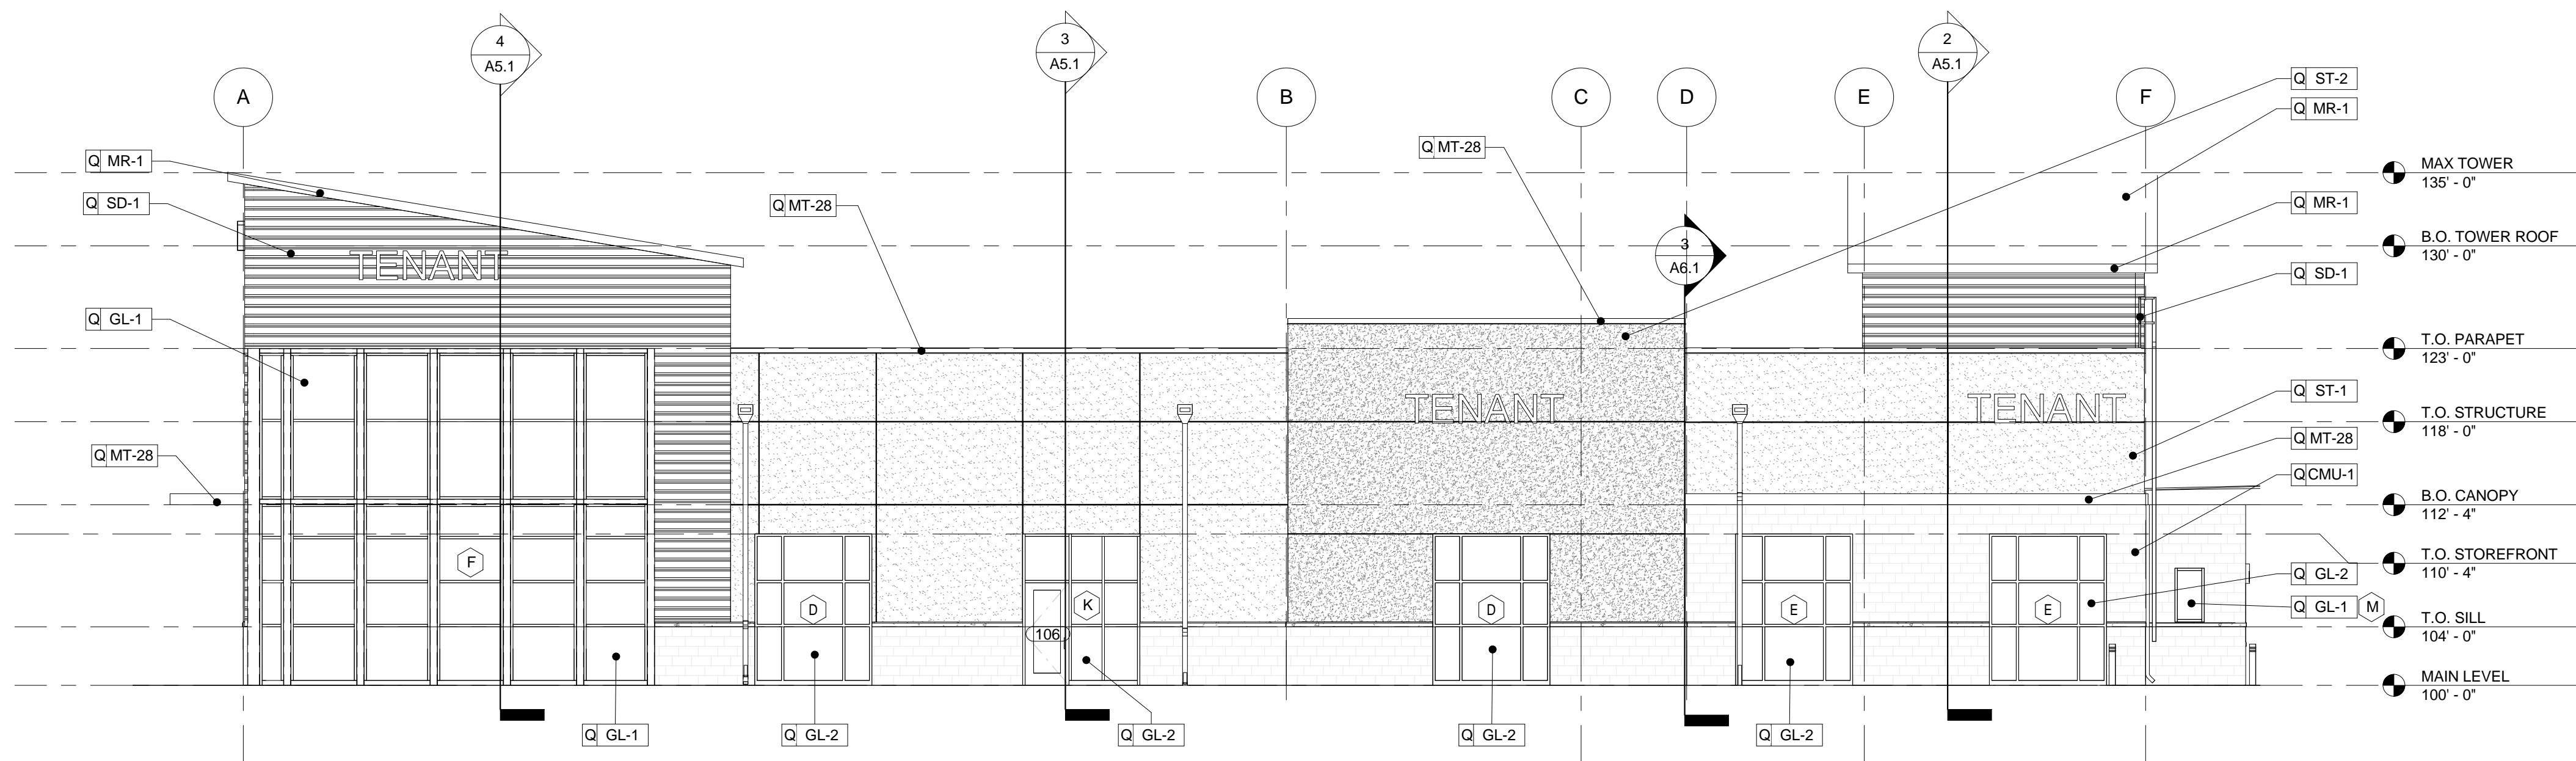 4
A5.1
3
A5.1
2
A5.1
A
B
C
D
E
F
Q ST-2
Q MR-1
Q MT-28
Q MR-1
MAX TOWER
135' - 0"
Q SD-1
Q MT-28
Q MR-1
3
A6.1
B.O. TOWER ROOF
130' - 0"
TENANT
Q SD-1
Q GL-1
T.O. PARAPET
123' - 0"
Q ST-1
TENANT
TENANT
T.O. STRUCTURE
118' - 0"
Q MT-28
Q MT-28
Q CMU-1
B.O. CANOPY
112' - 4"
F
T.O. STOREFRONT
110' - 4"
Q GL-2
D
K
D
E
E
Q GL-1
M
106
T.O. SILL
104' - 0"
MAIN LEVEL
100' - 0"
Q GL-1
Q GL-2
Q GL-2
Q GL-2
Q GL-2